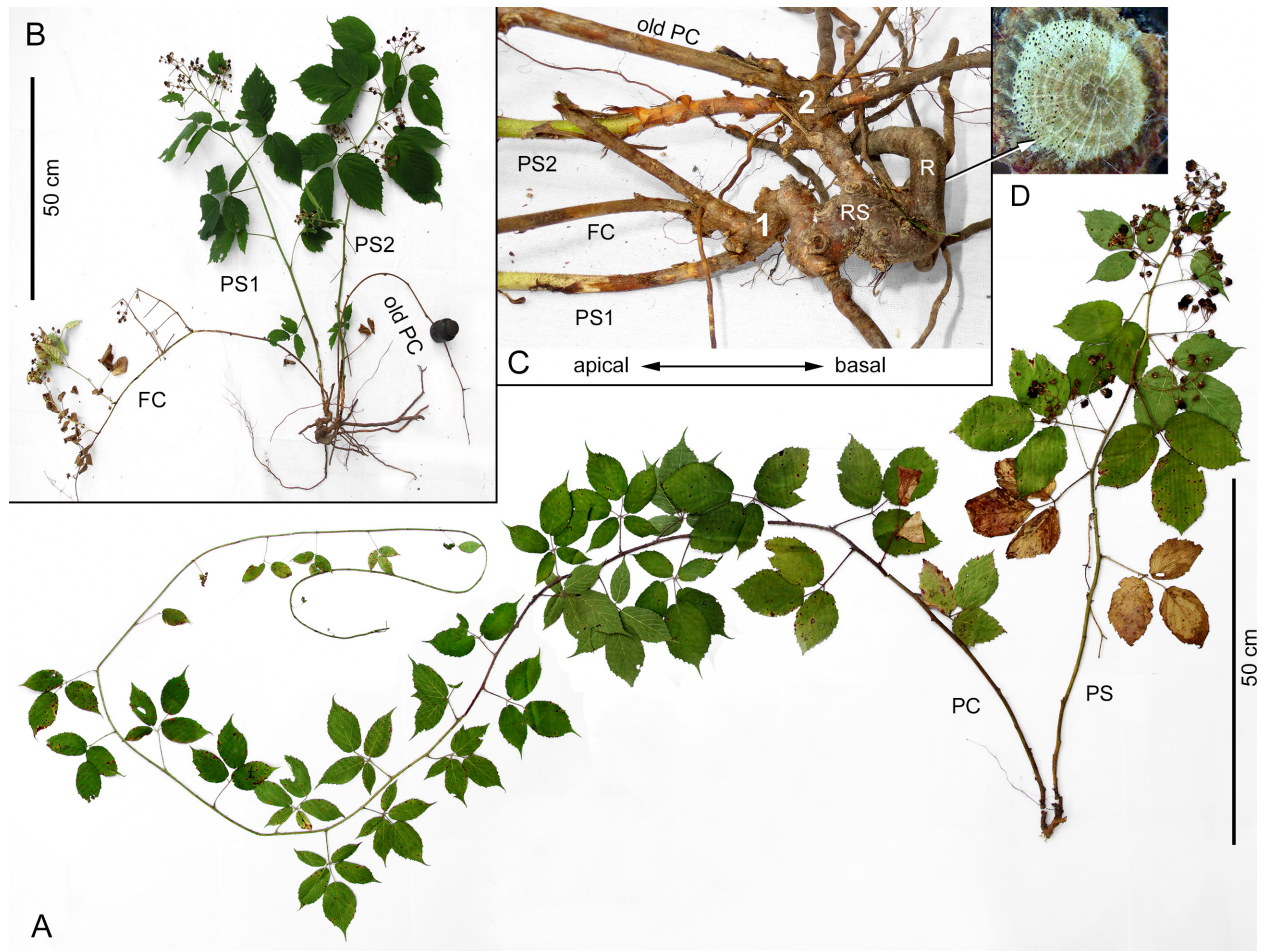 B
50 cm
PS1
PS2
old PC
FC
old PC
2
PS2
R
1
RS
FC
PS1
C
apical
basal
D
PC
PS
50 cm
A